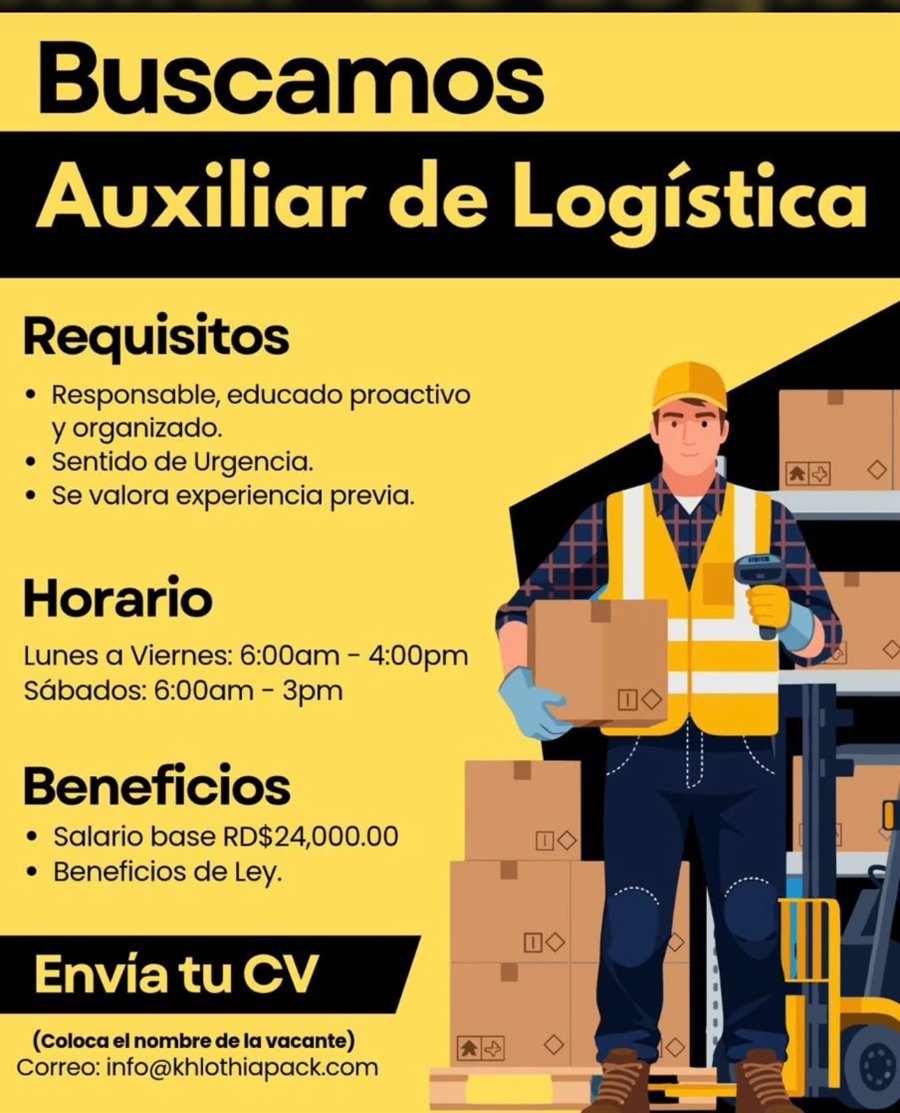 Buscamos
Auxiliar de Logística
Requisitos
• Responsable, educado proactivo
y organizado.
• Sentido de Urgencia.
• Se valora experiencia previa.
Horario
Lunes a Viernes: 6:00am - 4:00pm
Sábados: 6:00am - 3pm
Beneficios
• Salario base RD$24,000.00
• Beneficios de Ley.
Envía tu CV
(Coloca el nombre de la vacante)
Correo: info@khlothiapack.com